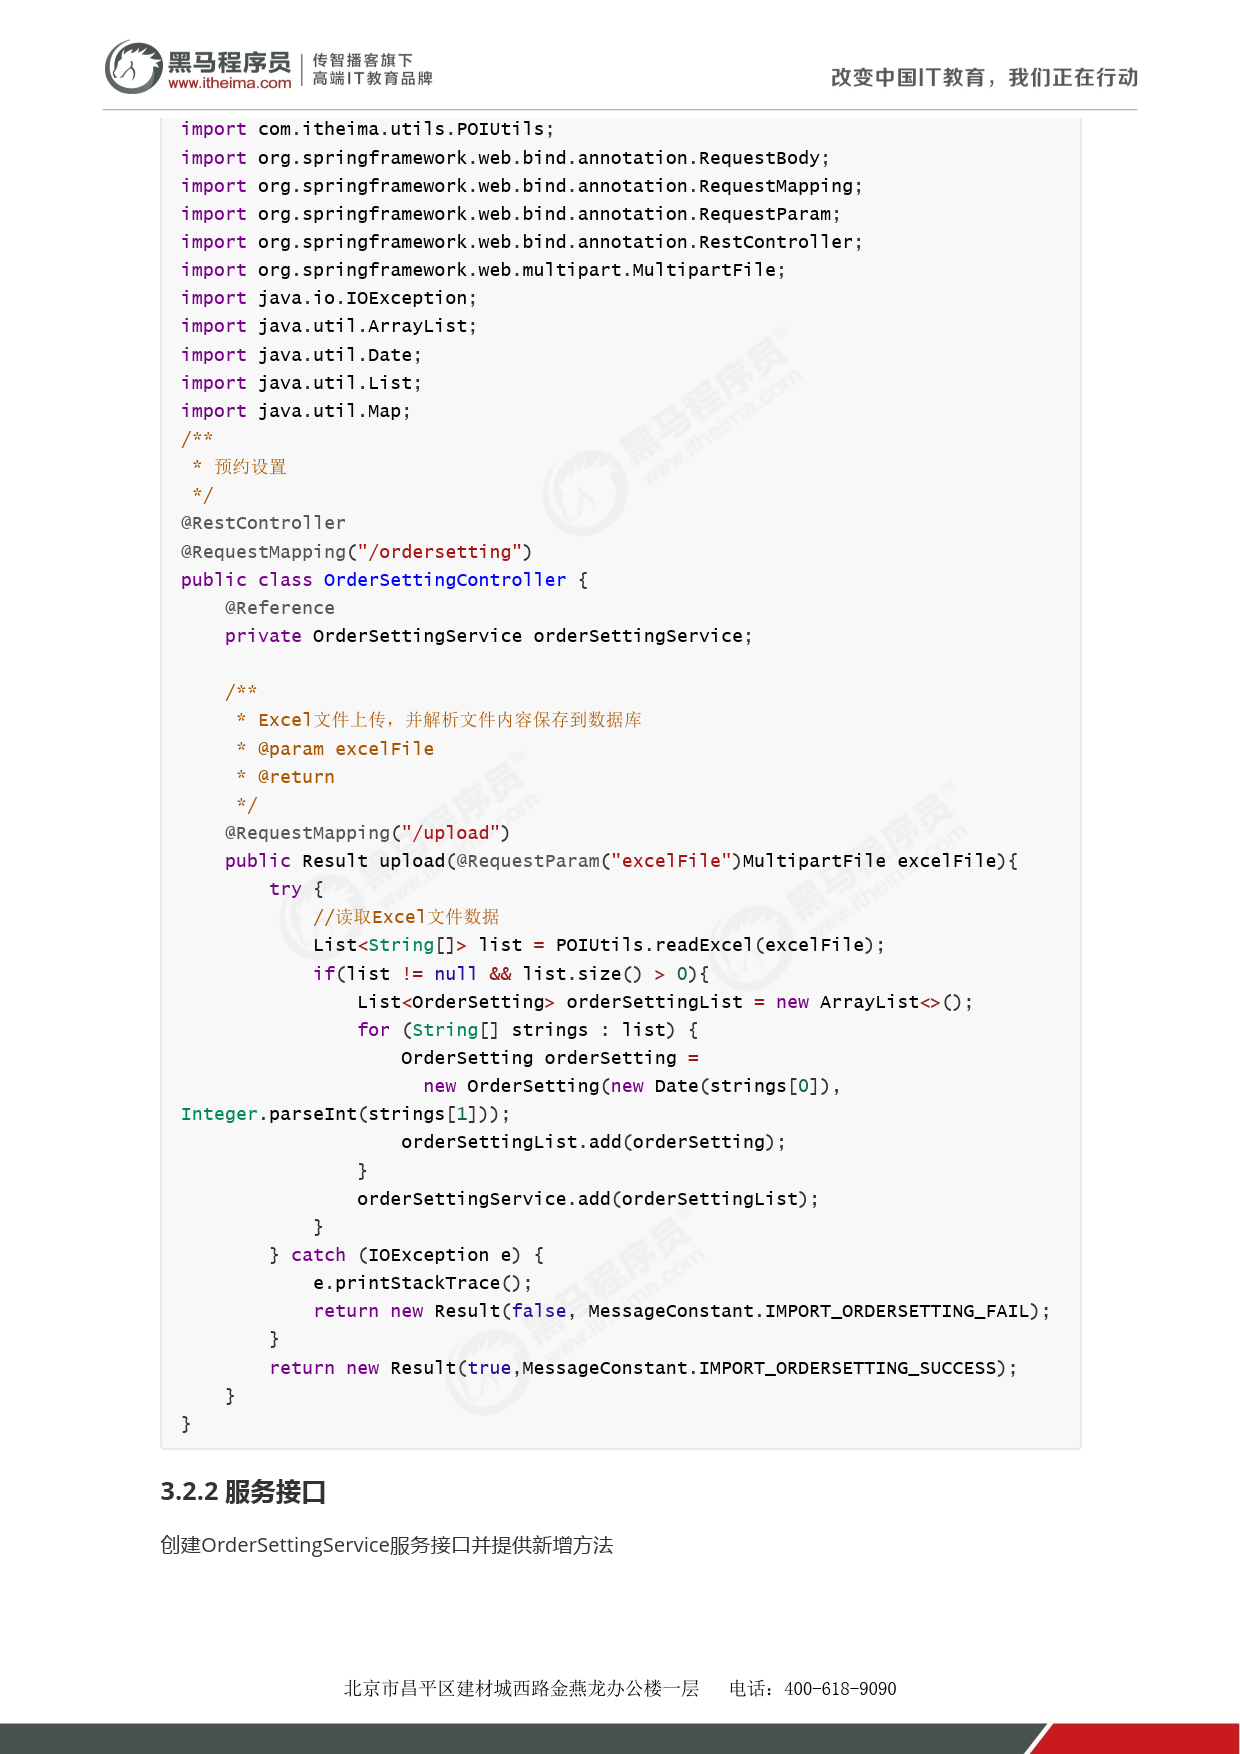 黑马程序员 传智播客旗下
www.itheima.com 高端IT教育品牌
改变中国IT教育，我们正在行动
import com.itheima.utils.POIUtils;
import org.springframework.web.bind.annotation.RequestBody;
import org.springframework.web.bind.annotation.RequestMapping;
import org.springframework.web.bind.annotation.RequestParam;
import org.springframework.web.bind.annotation.RestController;
import org.springframework.web.multipart.MultipartFile;
import java.io.IOException;
import java.util.ArrayList;
import java.util.Date;
import java.util.List;
import java.util.Map;
/**
 * 预约设置
 */
@RestController
@RequestMapping("/ordersetting")
public class OrderSettingController {
    @Reference
    private OrderSettingService orderSettingService;

    /**
     * Excel文件上传，并解析文件内容保存到数据库
     * @param excelFile
     * @return
     */
    @RequestMapping("/upload")
    public Result upload(@RequestParam("excelFile")MultipartFile excelFile){
        try {
            //读取Excel文件数据
            List<String[]> list = POIUtils.readExcel(excelFile);
            if(list != null && list.size() > 0){
                List<OrderSetting> orderSettingList = new ArrayList<>();
                for (String[] strings : list) {
                    OrderSetting orderSetting =
                      new OrderSetting(new Date(strings[0]),
Integer.parseInt(strings[1]));
                    orderSettingList.add(orderSetting);
                }
                orderSettingService.add(orderSettingList);
            }
        } catch (IOException e) {
            e.printStackTrace();
            return new Result(false, MessageConstant.IMPORT_ORDERSETTING_FAIL);
        }
        return new Result(true,MessageConstant.IMPORT_ORDERSETTING_SUCCESS);
    }
}
3.2.2 服务接口
创建OrderSettingService服务接口并提供新增方法
北京市昌平区建材城西路金燕龙办公楼一层 电话：400-618-9090